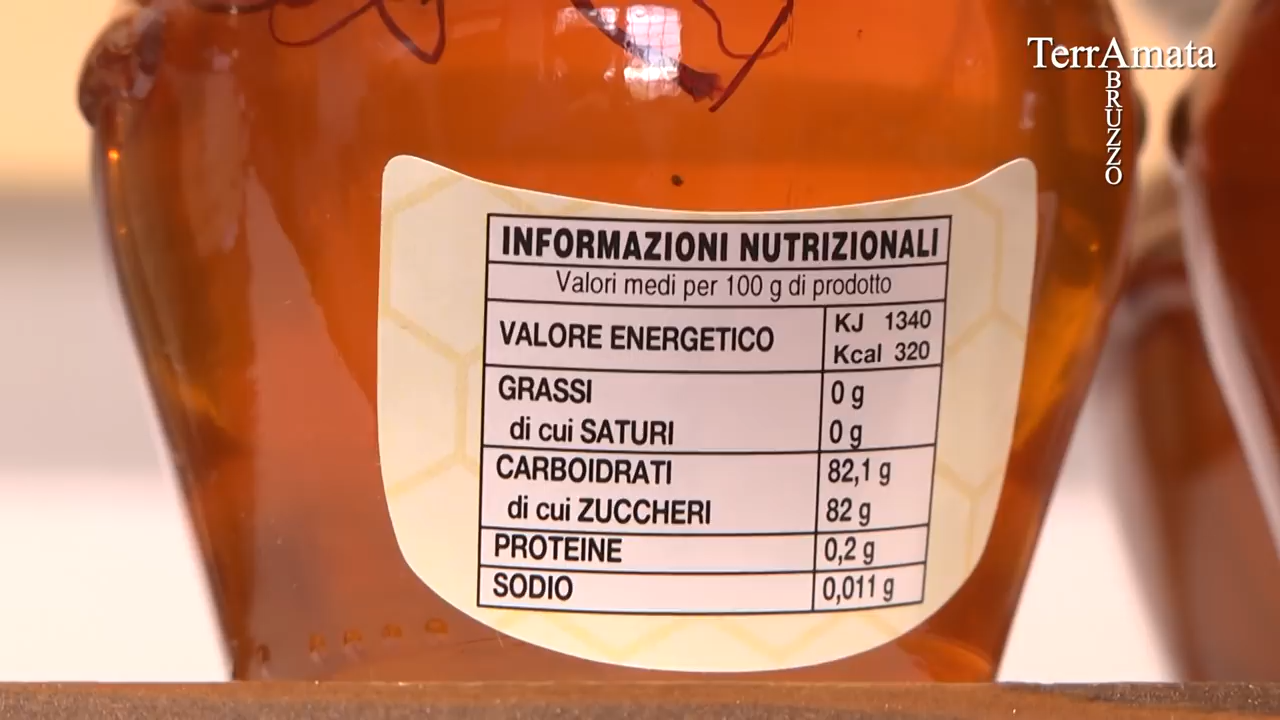 TerrAmata
ABRUZZO
INFORMAZIONI NUTRIZIONALI
Valori medi per 100 g di prodotto
VALORE ENERGETICO KJ 1340
Kcal 320
GRASSI 0 g
di cui SATURI 0 g
CARBOIDRATI 82,1 g
di cui ZUCCHERI 82 g
PROTEINE 0,2 g
SODIO 0,011 g